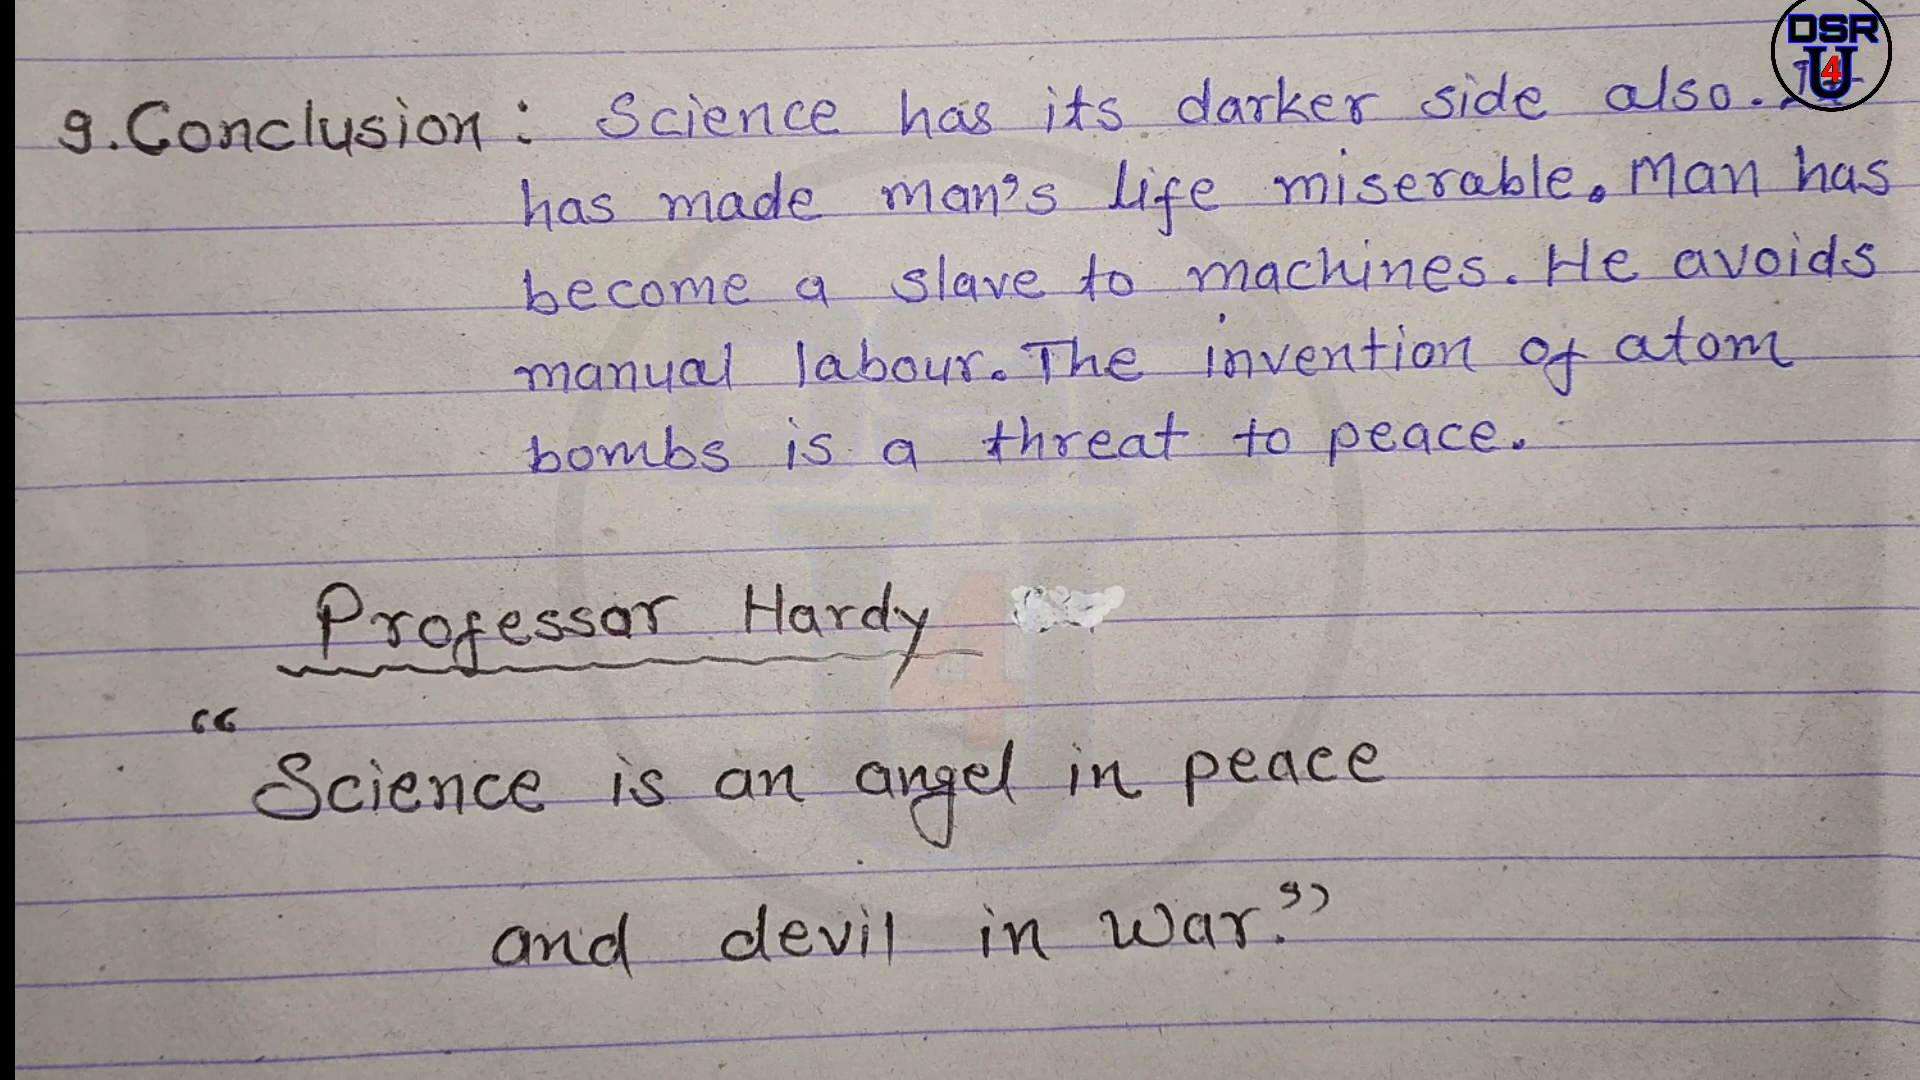 DSR
U
4
9. Conclusion: Science has its darker side also. It
has made man's life miserable. Man has
become a slave to machines. He avoids
manual labour. The invention of atom
bombs is a threat to peace.
Professor Hardy
“Science is an angel in peace
and devil in war.”